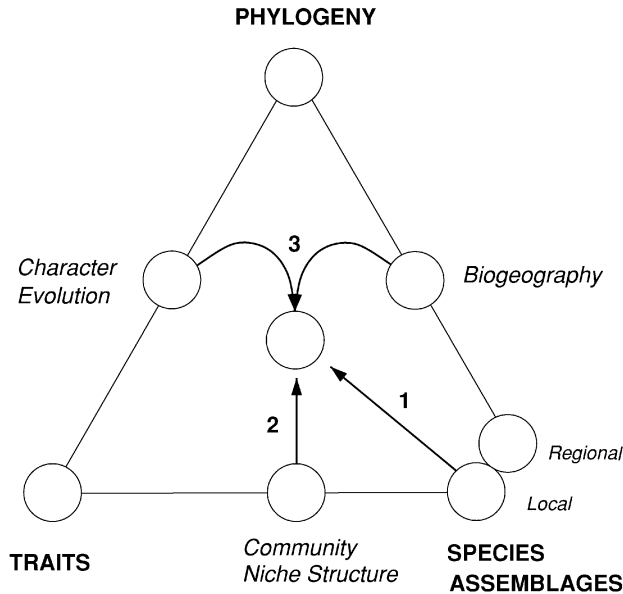 PHYLOGENY
3
Character
Evolution
Biogeography
1
2
Regional
Local
Community
Niche Structure
TRAITS
SPECIES
ASSEMBLAGES